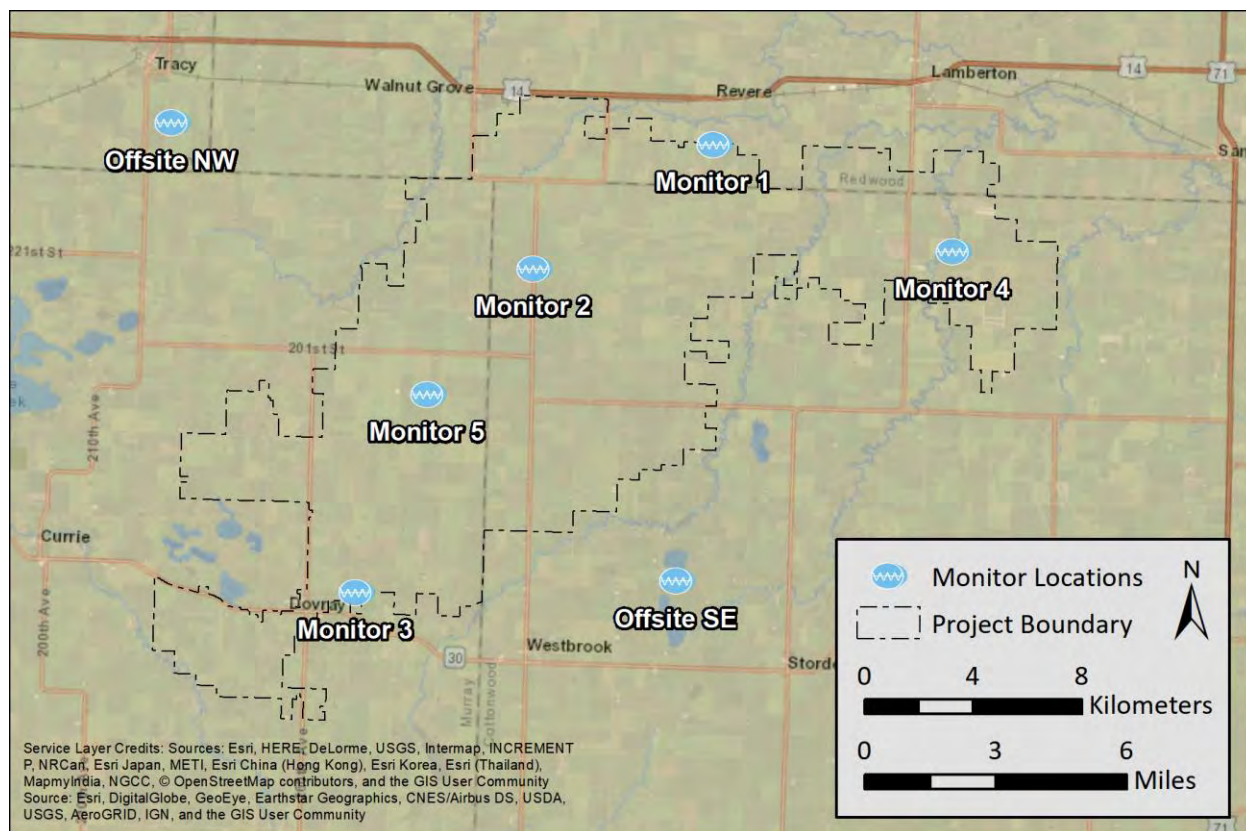 Tracy
Walnut Grove
14
Revere
Lamberton
14
71
San
Offsite NW
Monitor 1
Redwood
221st St
Monitor 2
Monitor 4
201st St
210th Ave
Monitor 5
Currie
Dovray
Monitor 3
Offsite SE
200th Ave
30
Westbrook
Storde
Murray
Cottonwood
Monitor Locations
Project Boundary
N
0 4 8
Kilometers
0 3 6
Miles
71
Service Layer Credits: Sources: Esri, HERE, DeLorme, USGS, Intermap, INCREMENT
P, NRCan, Esri Japan, METI, Esri China (Hong Kong), Esri Korea, Esri (Thailand),
MapmyIndia, NGCC, © OpenStreetMap contributors, and the GIS User Community
Source: Esri, DigitalGlobe, GeoEye, Earthstar Geographics, CNES/Airbus DS, USDA,
USGS, AeroGRID, IGN, and the GIS User Community